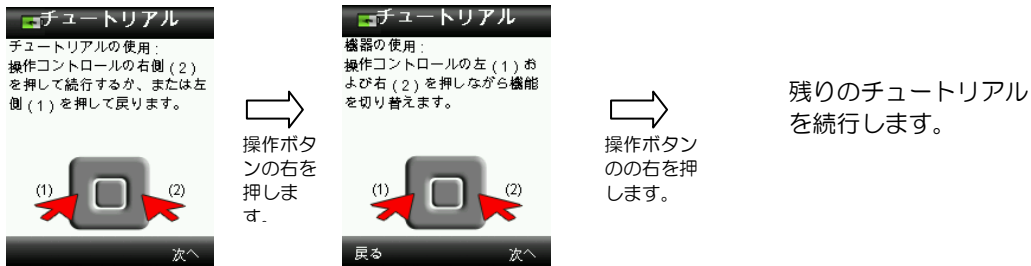 チュートリアル
チュートリアルの使用:
操作コントロールの右側(2)
を押して続行するか、または左
側(1)を押して戻ります。
(1)
(2)
次へ
操作ボタ
ンの右を
押しま
す。
チュートリアル
機器の使用:
操作コントロールの左(1)お
よび右(2)を押しながら機能
を切り替えます。
(1)
(2)
戻る
次へ
操作ボタン
のの右を押
します。
残りのチュートリアル
を続行します。